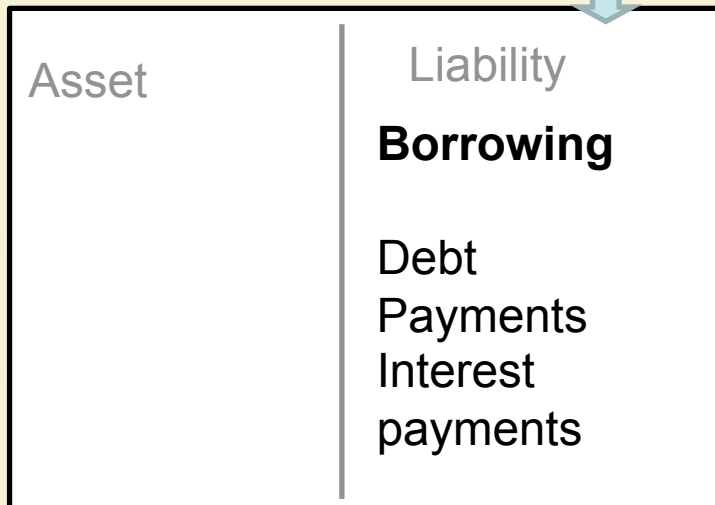 Asset
Liability
Borrowing
Debt
Payments
Interest
payments